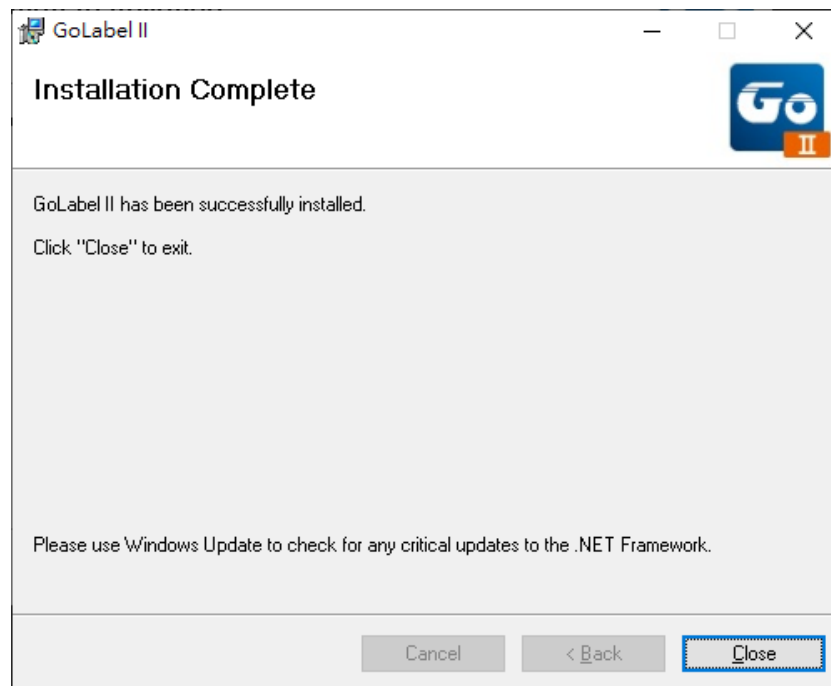 GoLabel II
Installation Complete
Go
II
GoLabel II has been successfully installed.
Click "Close" to exit.
Please use Windows Update to check for any critical updates to the .NET Framework.
Cancel
< Back
Close